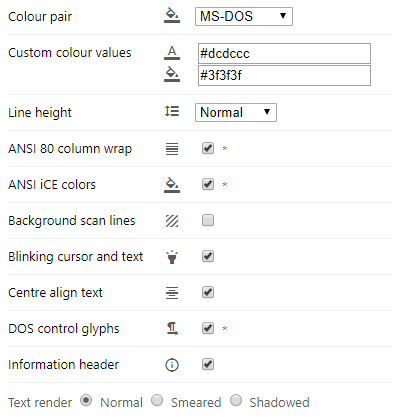 Colour pair MS-DOS
Custom colour values #dcdccc
#3f3f3f
Line height Normal
ANSI 80 column wrap *
ANSI iCE colors *
Background scan lines
Blinking cursor and text
Centre align text
DOS control glyphs *
Information header
Text render Normal Smeared Shadowed